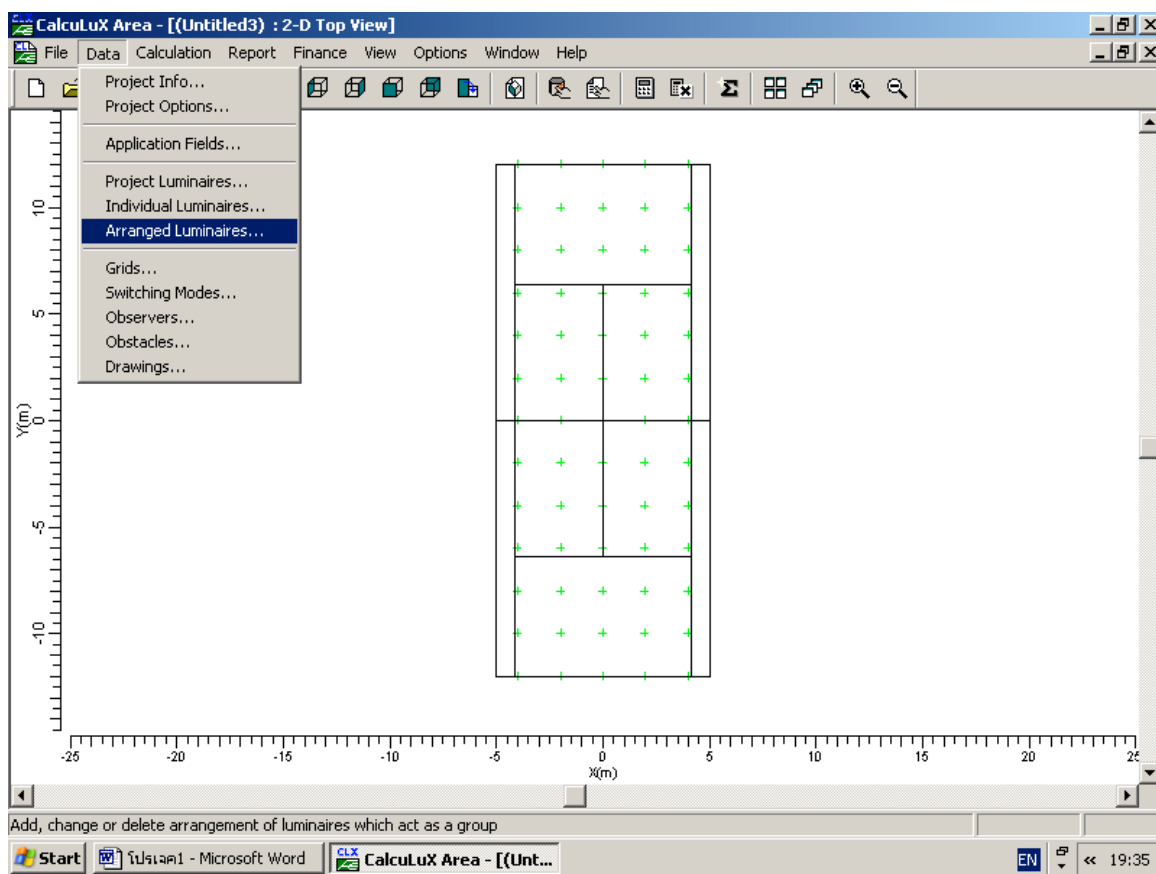 CalcuLuX Area - [(Untitled3) : 2-D Top View]
File Data Calculation Report Finance View Options Window Help
Project Info...
Project Options...
Application Fields...
Project Luminaires...
Individual Luminaires...
Arranged Luminaires...
Grids...
Switching Modes...
Observers...
Obstacles...
Drawings...
10
5
0
-5
-10
Y(m)
-25 -20 -15 -10 -5 0 5 10 15 20 25
X(m)
Add, change or delete arrangement of luminaires which act as a group
Start โปรเจค1 - Microsoft Word CLX CalcuLuX Area - [(Unt... EN « 19:35